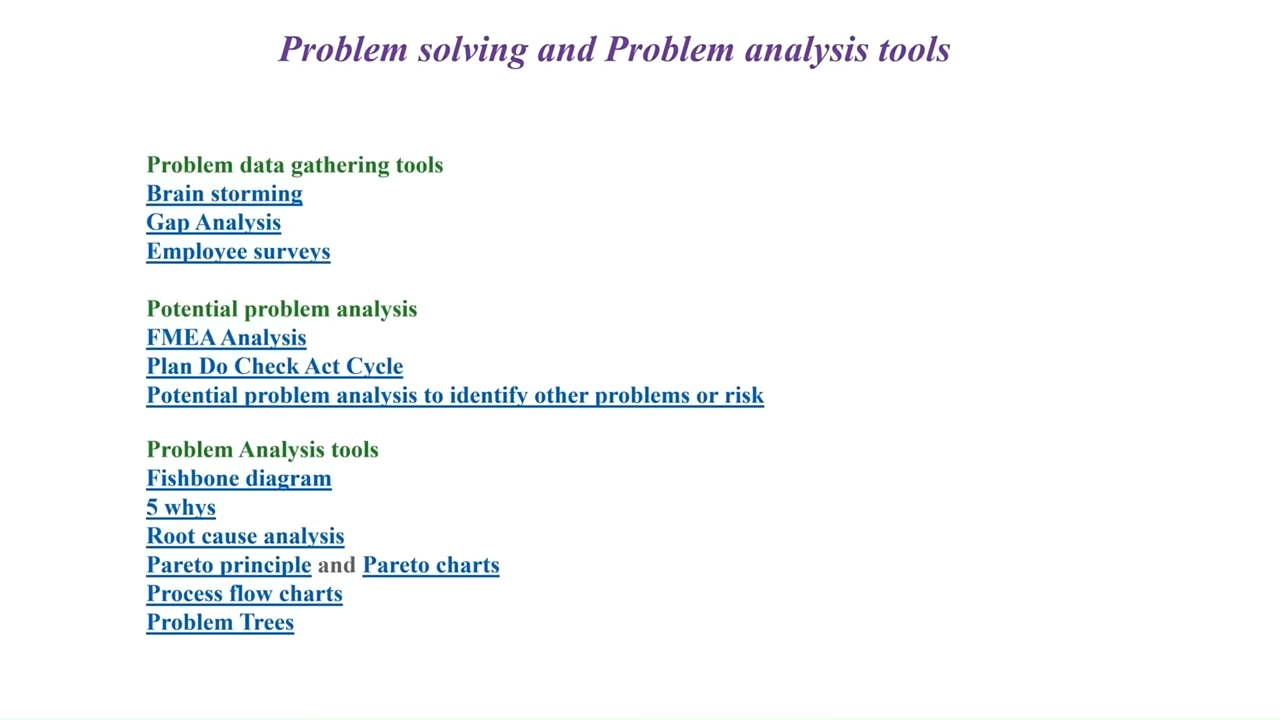 Problem solving and Problem analysis tools
Problem data gathering tools
Brain storming
Gap Analysis
Employee surveys
Potential problem analysis
FMEA Analysis
Plan Do Check Act Cycle
Potential problem analysis to identify other problems or risk
Problem Analysis tools
Fishbone diagram
5 whys
Root cause analysis
Pareto principle and Pareto charts
Process flow charts
Problem Trees